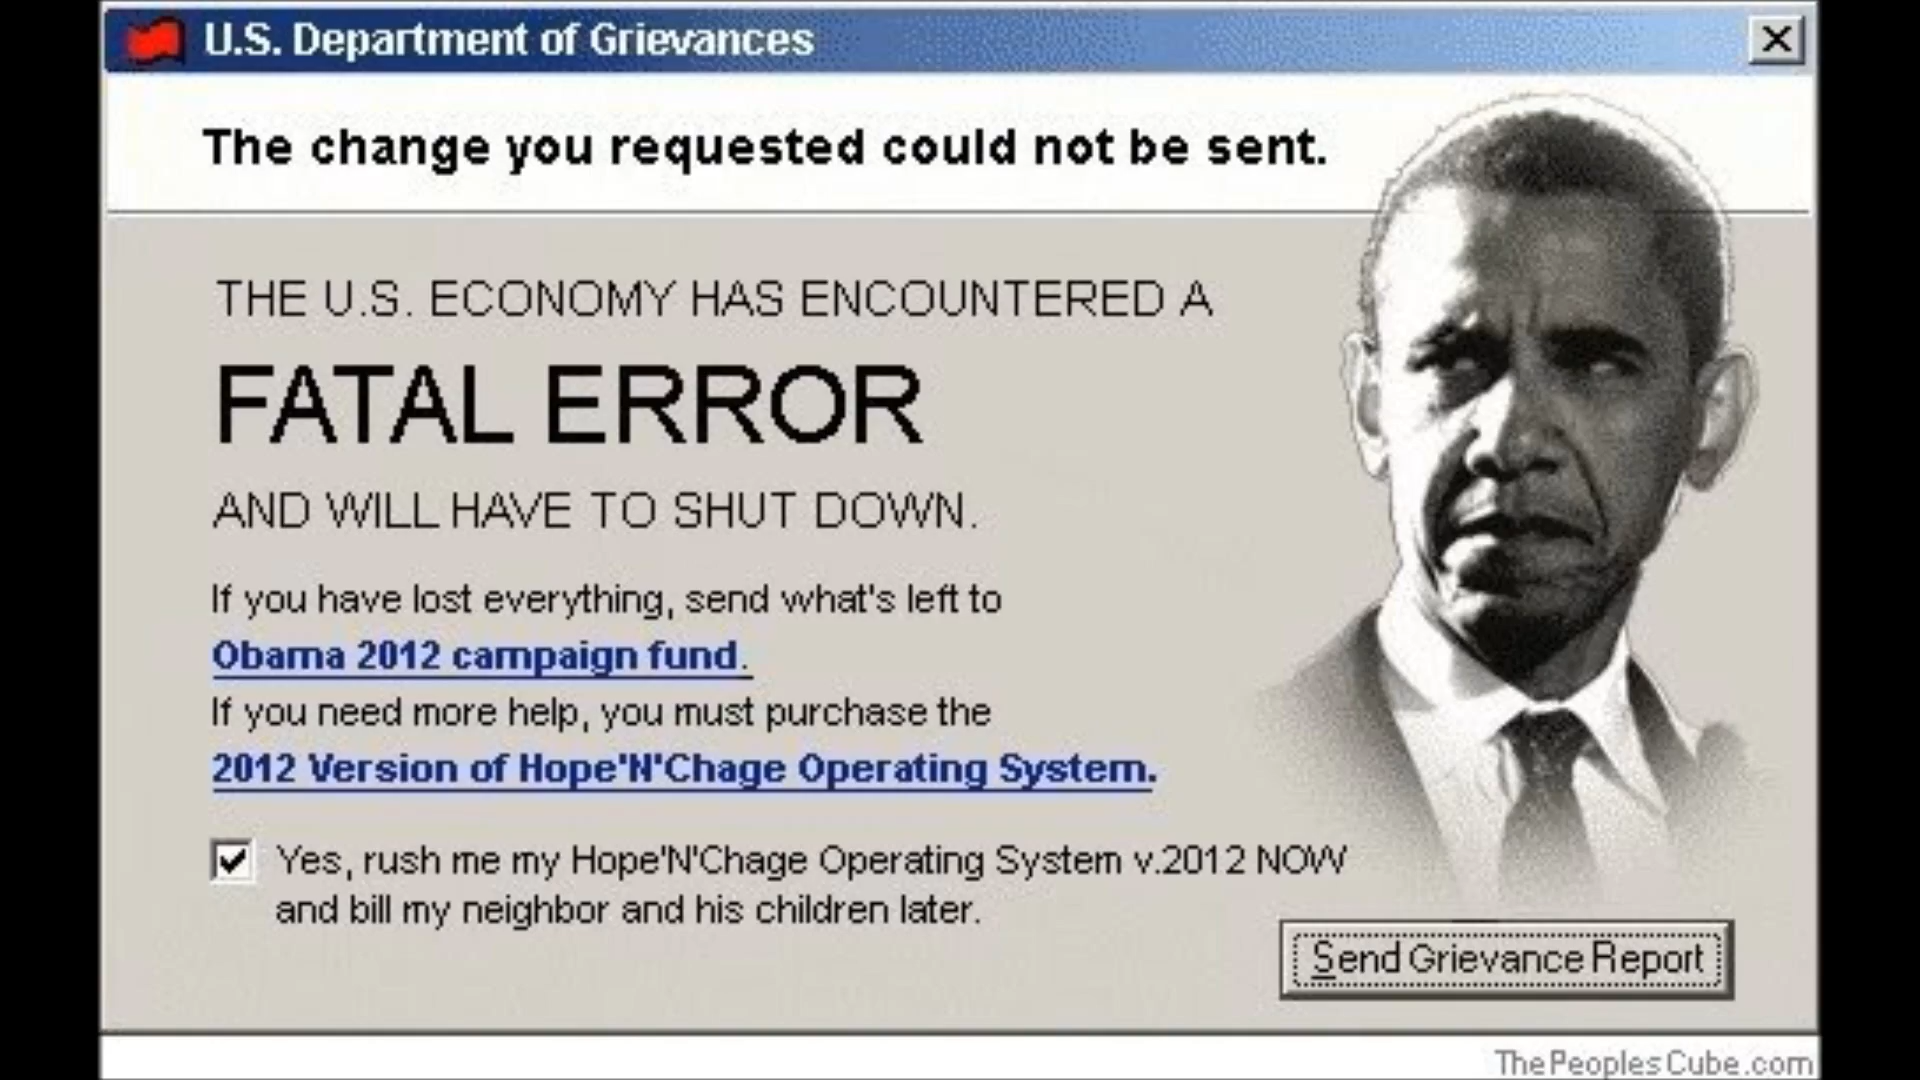 U.S. Department of Grievances
The change you requested could not be sent.
THE U.S. ECONOMY HAS ENCOUNTERED A
FATAL ERROR
AND WILL HAVE TO SHUT DOWN.
If you have lost everything, send what's left to
Obama 2012 campaign fund.
If you need more help, you must purchase the
2012 Version of Hope'N'Chage Operating System.
Yes, rush me my Hope'N'Chage Operating System v.2012 NOW
and bill my neighbor and his children later.
Send Grievance Report
ThePeoplesCube.com